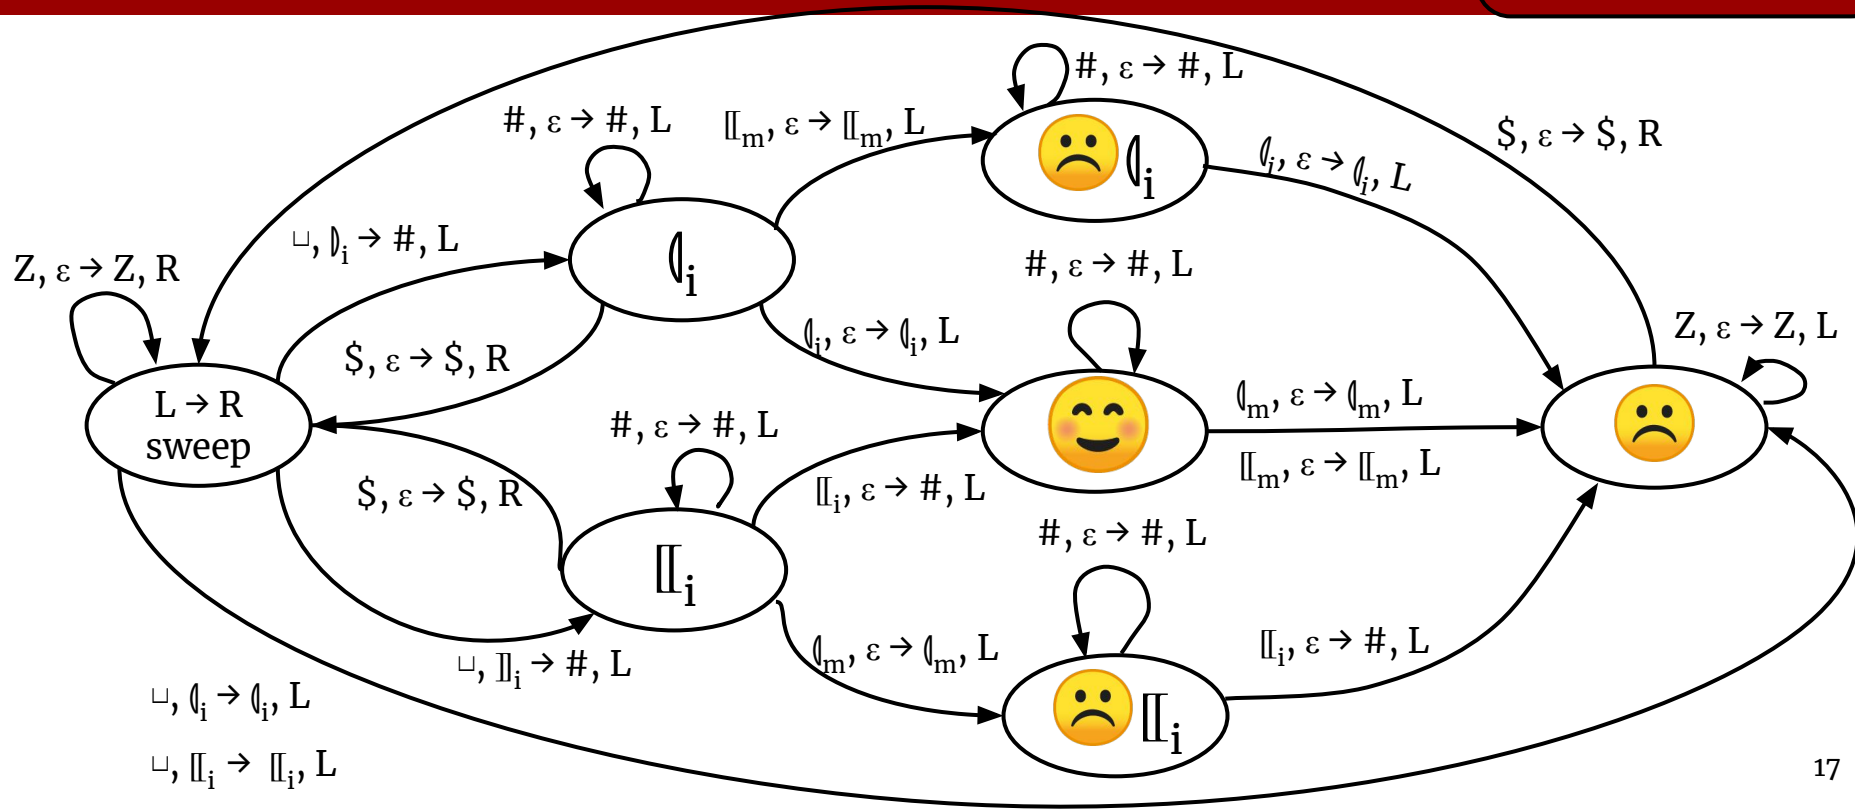 #, ε → #, L
#, ε → #, L
⟦m, ε → ⟦m, L
$, ε → $, R
⦇i
⦇i, ε → ⦇i, L
␣, ⦈i → #, L
Z, ε → Z, R
⦇i
#, ε → #, L
$, ε → $, R
⦇i, ε → ⦇i, L
Z, ε → Z, L
L → R
sweep
#, ε → #, L
⦇m, ε → ⦇m, L
⟦m, ε → ⟦m, L
$, ε → $, R
⟦i, ε → #, L
#, ε → #, L
⟦i
␣, ⟧i → #, L
⦇m, ε → ⦇m, L
⟦i, ε → #, L
⟦i
␣, ⦇i → ⦇i, L
␣, ⟦i → ⟦i, L
17